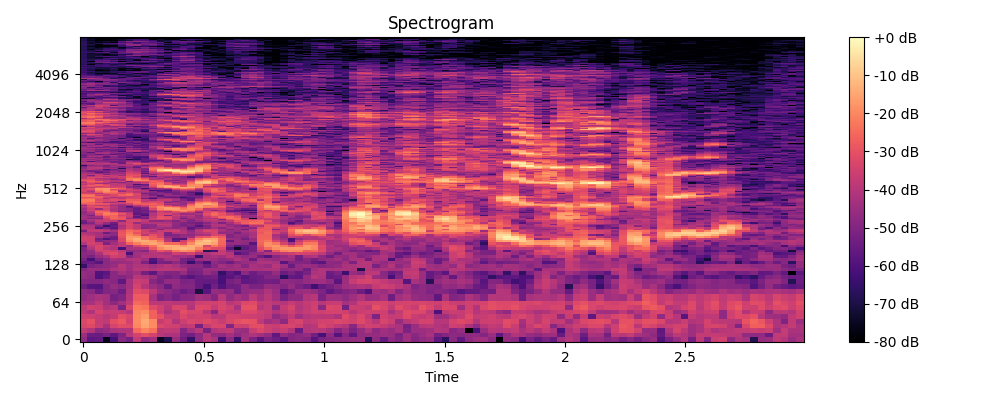 Spectrogram
Hz
4096
2048
1024
512
256
128
64
0
0
0.5
1
1.5
2
2.5
Time
+0 dB
-10 dB
-20 dB
-30 dB
-40 dB
-50 dB
-60 dB
-70 dB
-80 dB